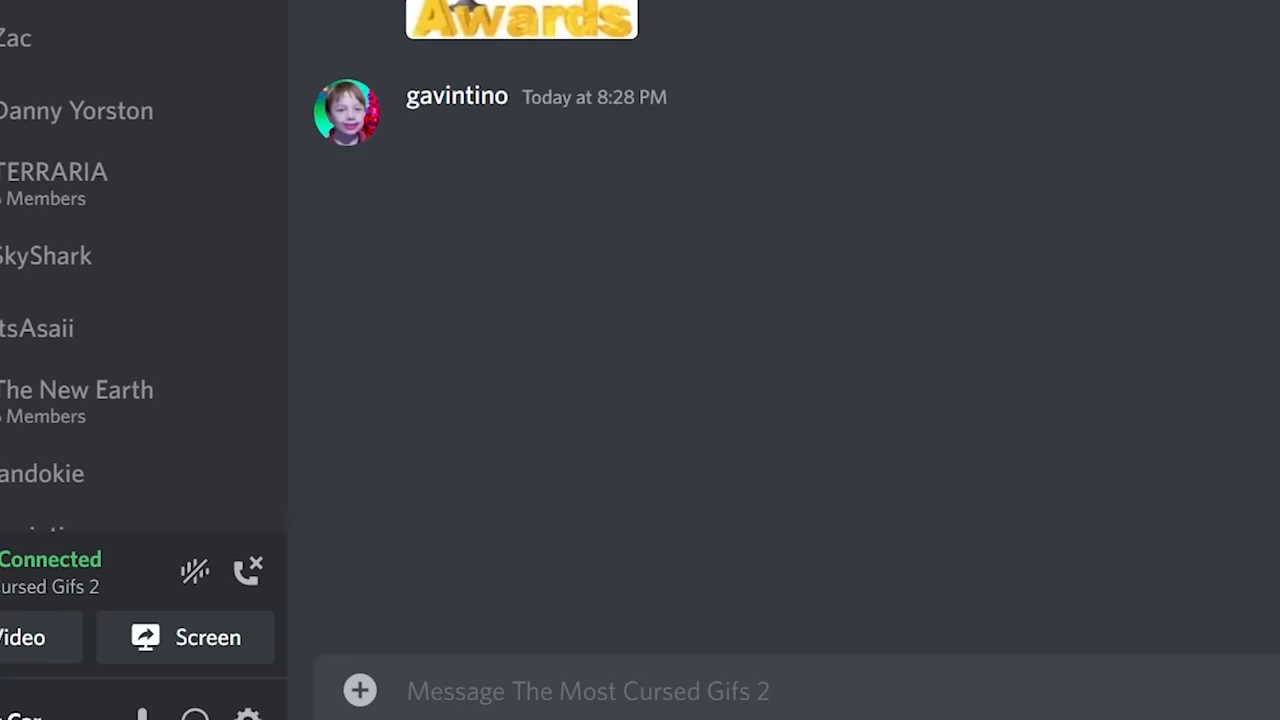 Awards
Zac
gavintino Today at 8:28 PM
Danny Yorston
TERRARIA
Members
SkyShark
tsAsaii
The New Earth
Members
andokie
Connected
ursed Gifs 2
Video
Screen
Message The Most Cursed Gifs 2